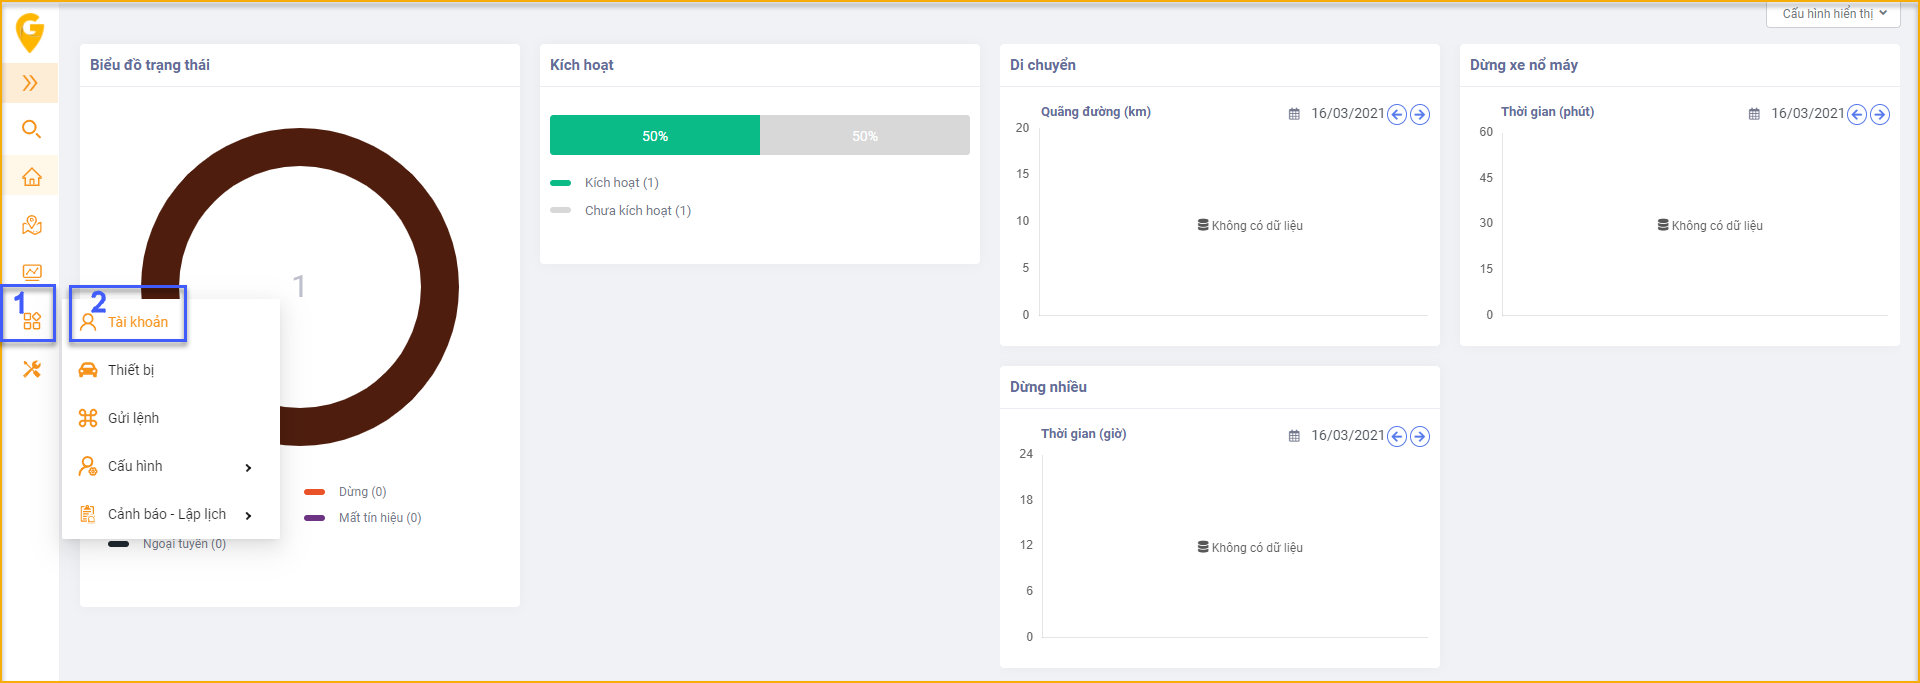 G
Cấu hình hiển thị
Biểu đồ trạng thái
1
Dừng (0)
Mất tín hiệu (0)
Ngoại tuyến (0)
1
2
Tài khoản
Thiết bị
Gửi lệnh
Cấu hình
Cảnh báo - Lập lịch
Kích hoạt
50%
50%
Kích hoạt (1)
Chưa kích hoạt (1)
Di chuyển
Quãng đường (km)
16/03/2021
20
15
10
5
0
Không có dữ liệu
Dừng xe nổ máy
Thời gian (phút)
16/03/2021
60
45
30
15
0
Không có dữ liệu
Dừng nhiều
Thời gian (giờ)
16/03/2021
24
18
12
6
0
Không có dữ liệu